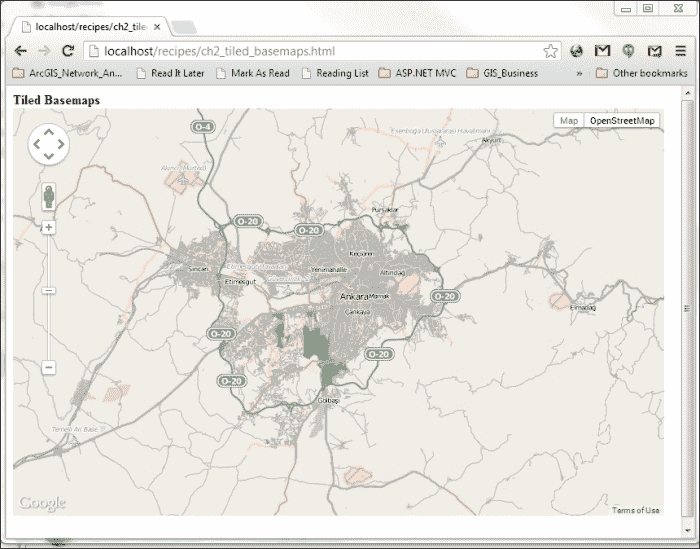 localhost/recipes/ch2_tile
localhost/recipes/ch2_tiled_basemaps.html
ArcGIS_Network_An... Read It Later Mark As Read Reading List ASP.NET MVC GIS_Business » Other bookmarks
Tiled Basemaps
Map OpenStreetMap
O-4
Esenboğa Uluslararası Havalimanı
Akyurt
Pursaklar
O-20
O-20
Keçiören
Sincan
Etimesgut
Yenimahalle
Altındağ
Ankara
Mamak
O-20
Çankaya
Elmadağ
O-20
O-20
O-20
Gölbaşı
Google
Terms of Use